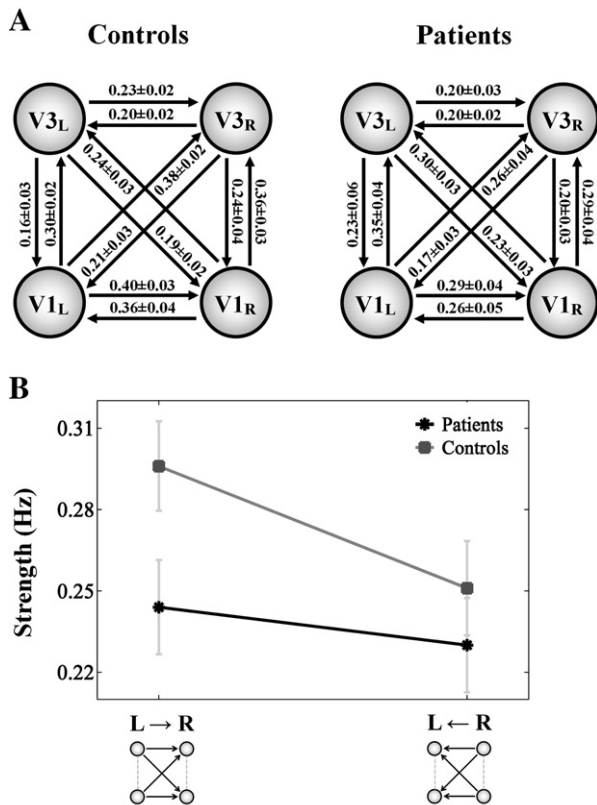 A
Controls
Patients
V3L
0.23±0.02
0.20±0.02
V3R
V3L
0.20±0.03
0.20±0.02
V3R
0.16±0.03
0.30±0.02
0.24±0.03
0.38±0.02
0.21±0.03
0.19±0.02
0.24±0.04
0.36±0.03
0.23±0.06
0.35±0.04
0.30±0.03
0.26±0.04
0.17±0.03
0.23±0.03
0.20±0.03
0.29±0.04
V1L
0.40±0.03
0.36±0.04
V1R
V1L
0.29±0.04
0.26±0.05
V1R
B
Patients
Controls
0.31
0.28
0.25
0.22
Strength (Hz)
L → R
L ← R